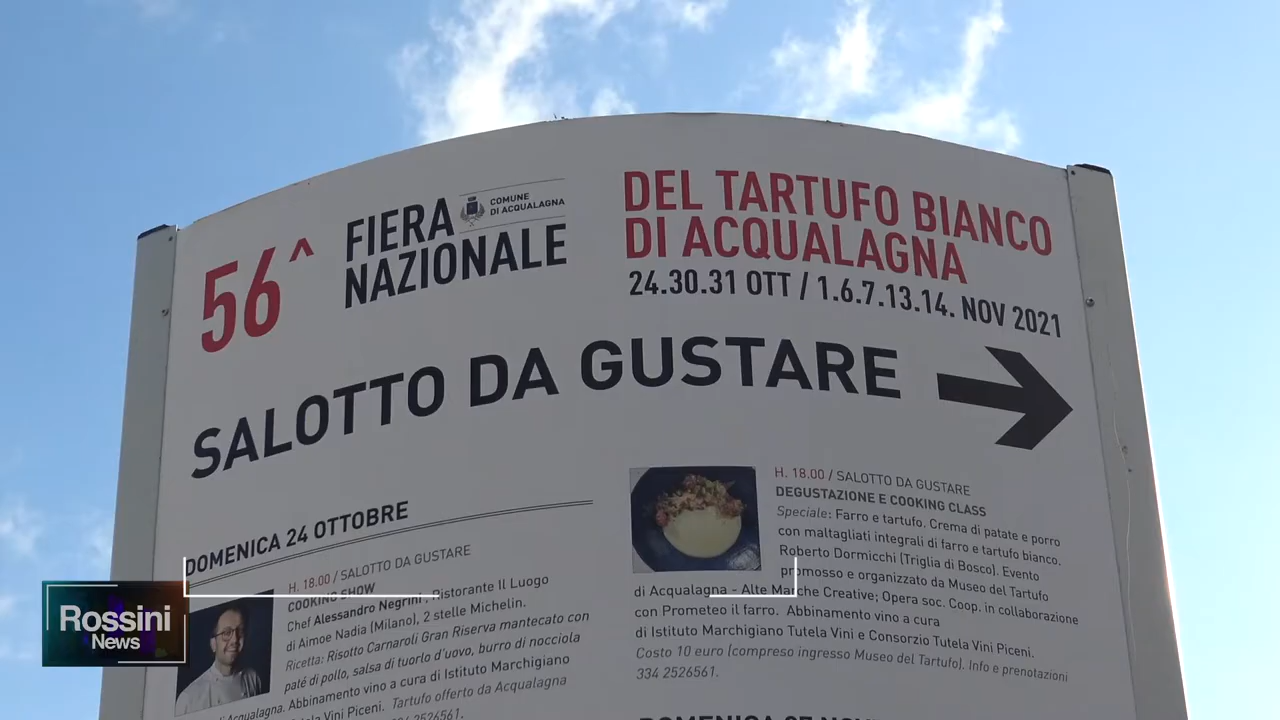 56^
FIERA
NAZIONALE
COMUNE
DI ACQUALAGNA
DEL TARTUFO BIANCO
DI ACQUALAGNA
24.30.31 OTT / 1.6.7.13.14. NOV 2021
SALOTTO DA GUSTARE
DOMENICA 24 OTTOBRE
H. 18.00 / SALOTTO DA GUSTARE
COOKING SHOW
Chef Alessandro Negrini. Ristorante Il Luogo
di Aimoe Nadia (Milano), 2 stelle Michelin.
Ricetta: Risotto Carnaroli Gran Riserva mantecato con
paté di pollo, salsa di tuorlo d'uovo, burro di nocciola
di Acqualagna. Abbinamento vino a cura di Istituto Marchigiano
Tutela Vini Piceni. Tartufo offerto da Acqualagna
334 2526561.
H. 18.00 / SALOTTO DA GUSTARE
DEGUSTAZIONE E COOKING CLASS
Speciale: Farro e tartufo. Crema di patate e porro
con maltagliati integrali di farro e tartufo bianco.
Roberto Dormicchi (Triglia di Bosco). Evento
promosso e organizzato da Museo del Tartufo
di Acqualagna - Alte Marche Creative; Opera soc. Coop. in collaborazione
con Prometeo il farro. Abbinamento vino a cura
di Istituto Marchigiano Tutela Vini e Consorzio Tutela Vini Piceni.
Costo 10 euro (compreso ingresso Museo del Tartufo). Info e prenotazioni
334 2526561.
Rossini
News